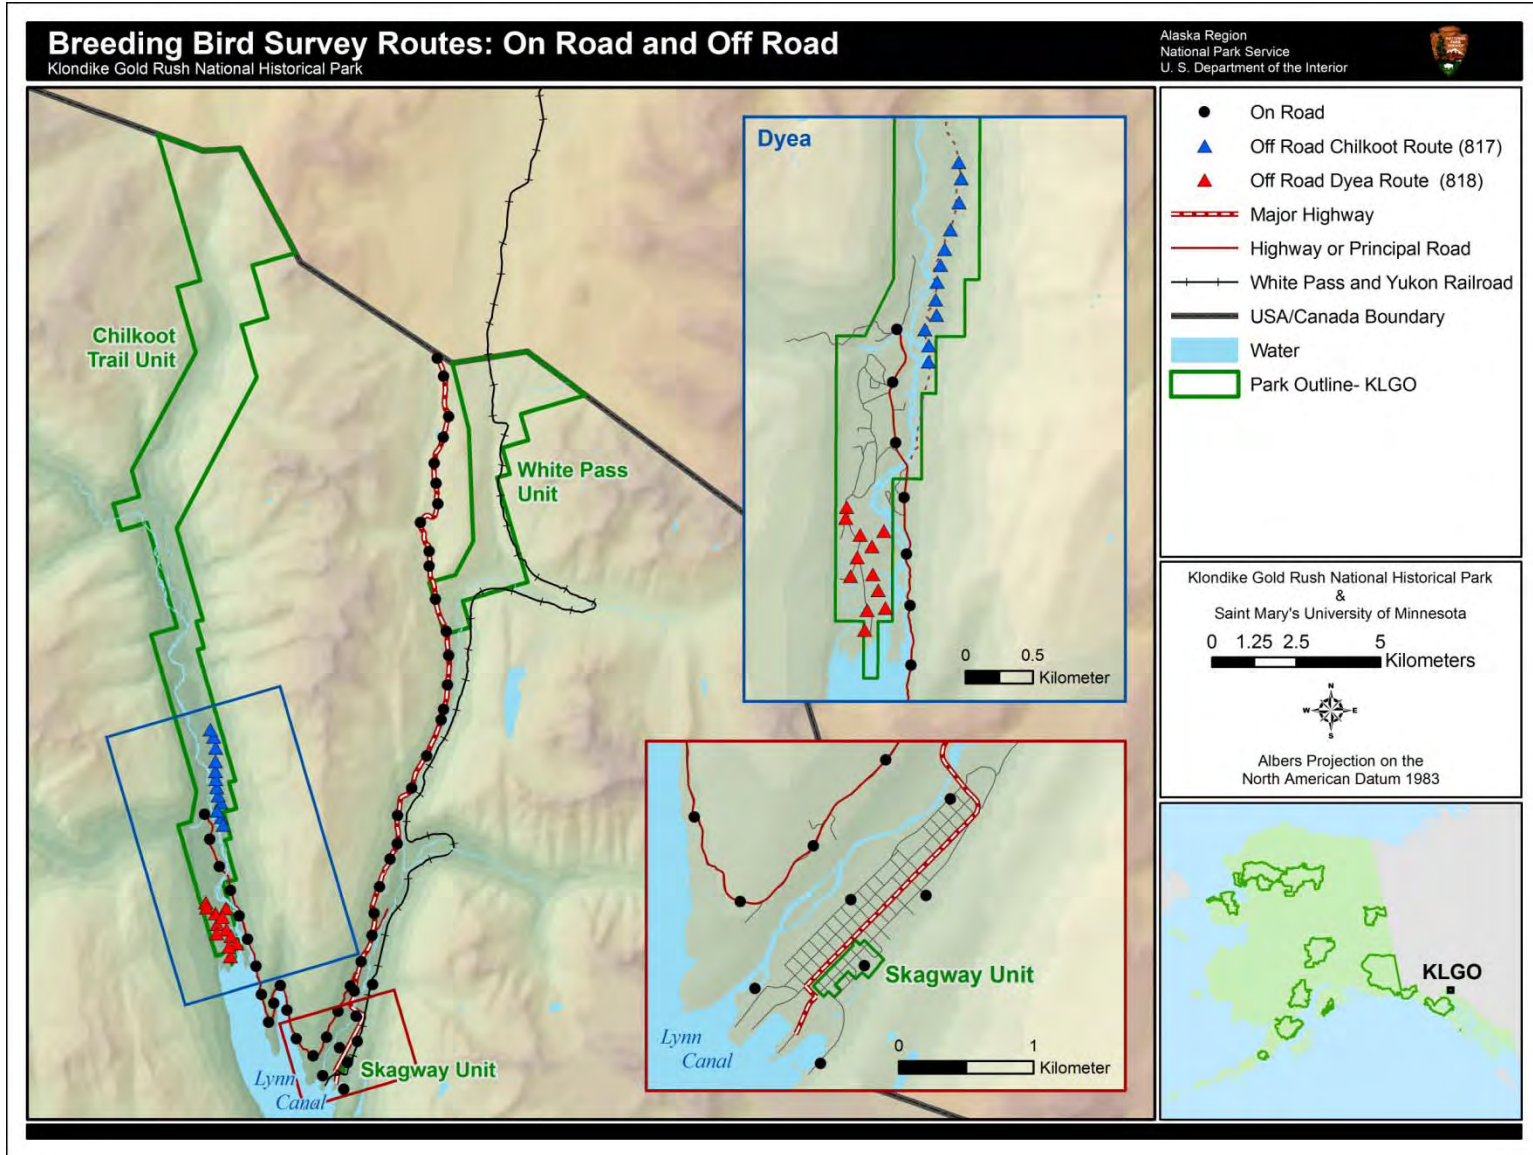 Breeding Bird Survey Routes: On Road and Off Road
Klondike Gold Rush National Historical Park
Alaska Region
National Park Service
U. S. Department of the Interior
Chilkoot
Trail Unit
White Pass
Unit
Skagway Unit
Lynn
Canal
Dyea
0 0.5
Kilometer
Skagway Unit
Lynn
Canal
0 1
Kilometer
On Road
Off Road Chilkoot Route (817)
Off Road Dyea Route (818)
Major Highway
Highway or Principal Road
White Pass and Yukon Railroad
USA/Canada Boundary
Water
Park Outline- KLGO
Klondike Gold Rush National Historical Park
&
Saint Mary's University of Minnesota
0 1.25 2.5 5
Kilometers
N
W E
S
Albers Projection on the
North American Datum 1983
KLGO